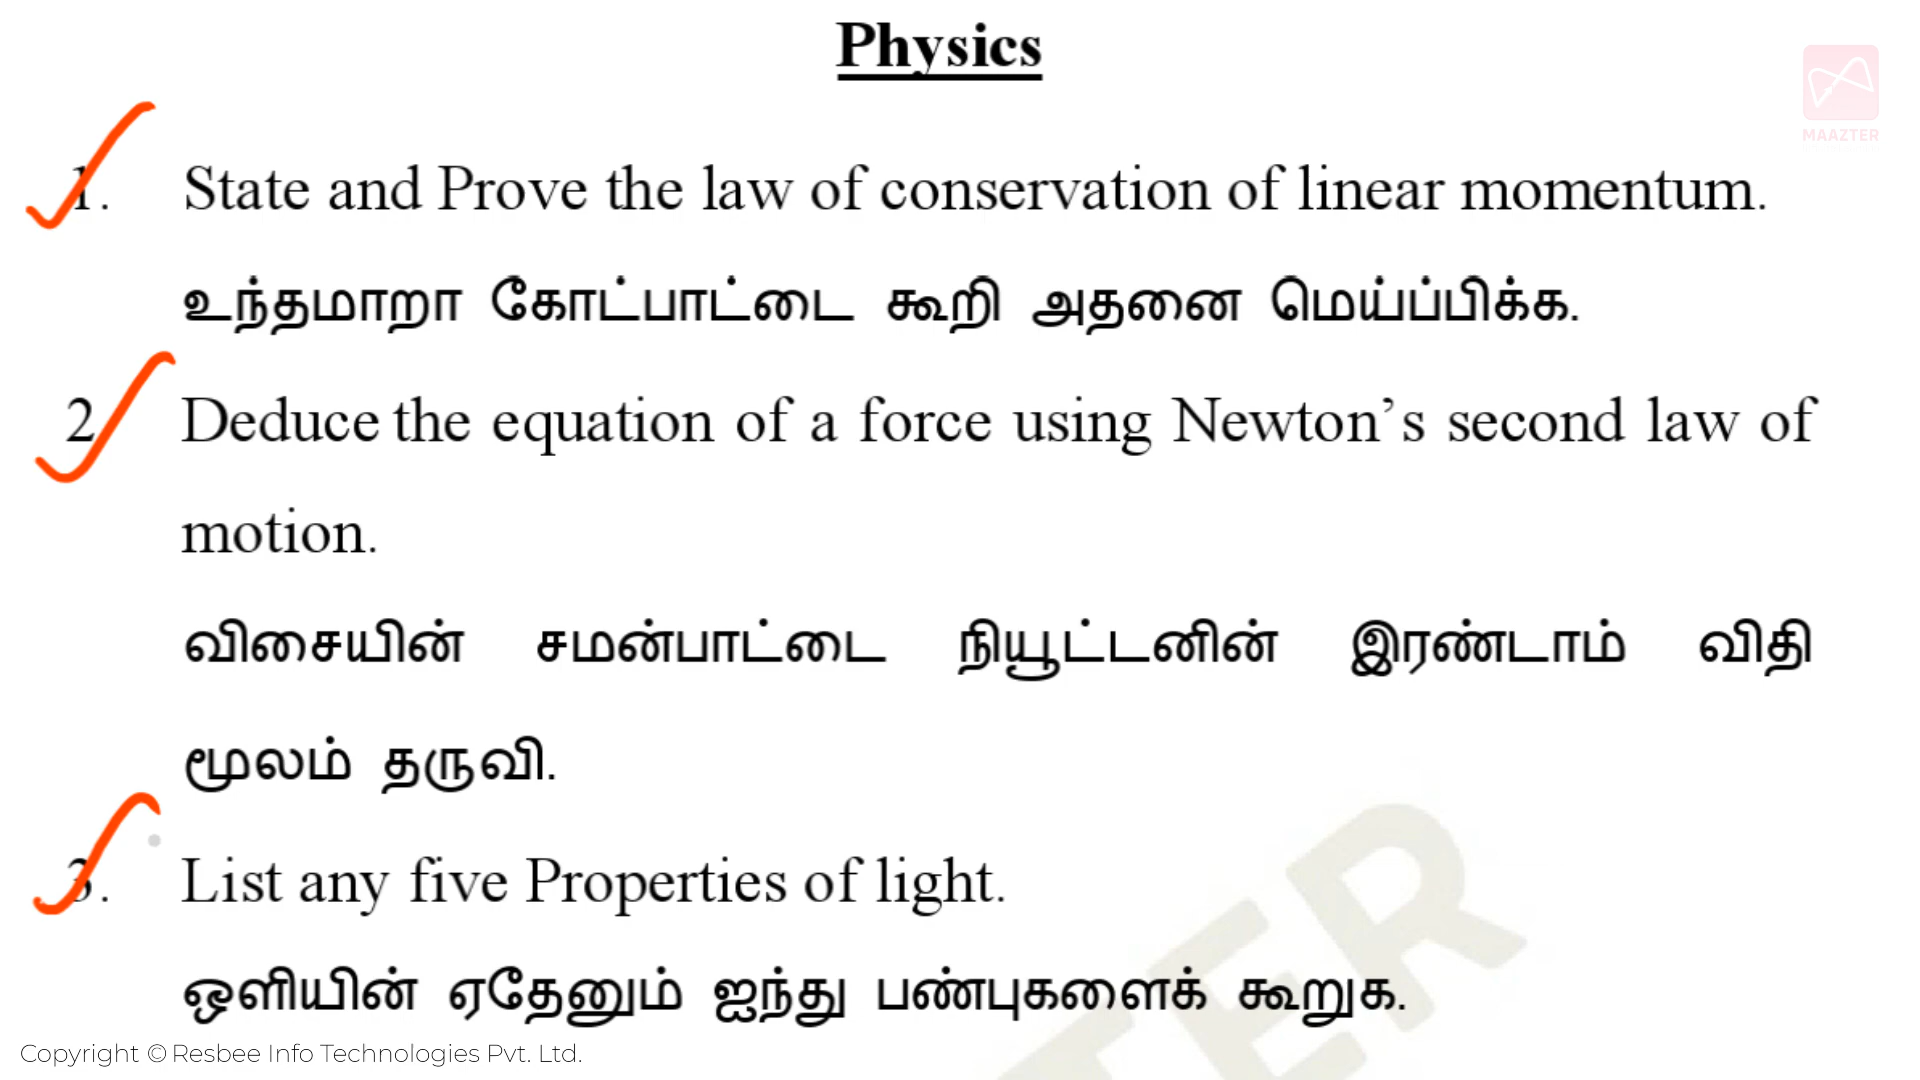 Physics
MAAZTER
1. State and Prove the law of conservation of linear momentum.
உந்தமாறா கோட்பாட்டை கூறி அதனை மெய்ப்பிக்க.
2 Deduce the equation of a force using Newton’s second law of
motion.
விசையின் சமன்பாட்டை நியூட்டனின் இரண்டாம் விதி
மூலம் தருவி.
3. List any five Properties of light.
ஒளியின் ஏதேனும் ஐந்து பண்புகளைக் கூறுக.
TER
Copyright © Resbee Info Technologies Pvt. Ltd.